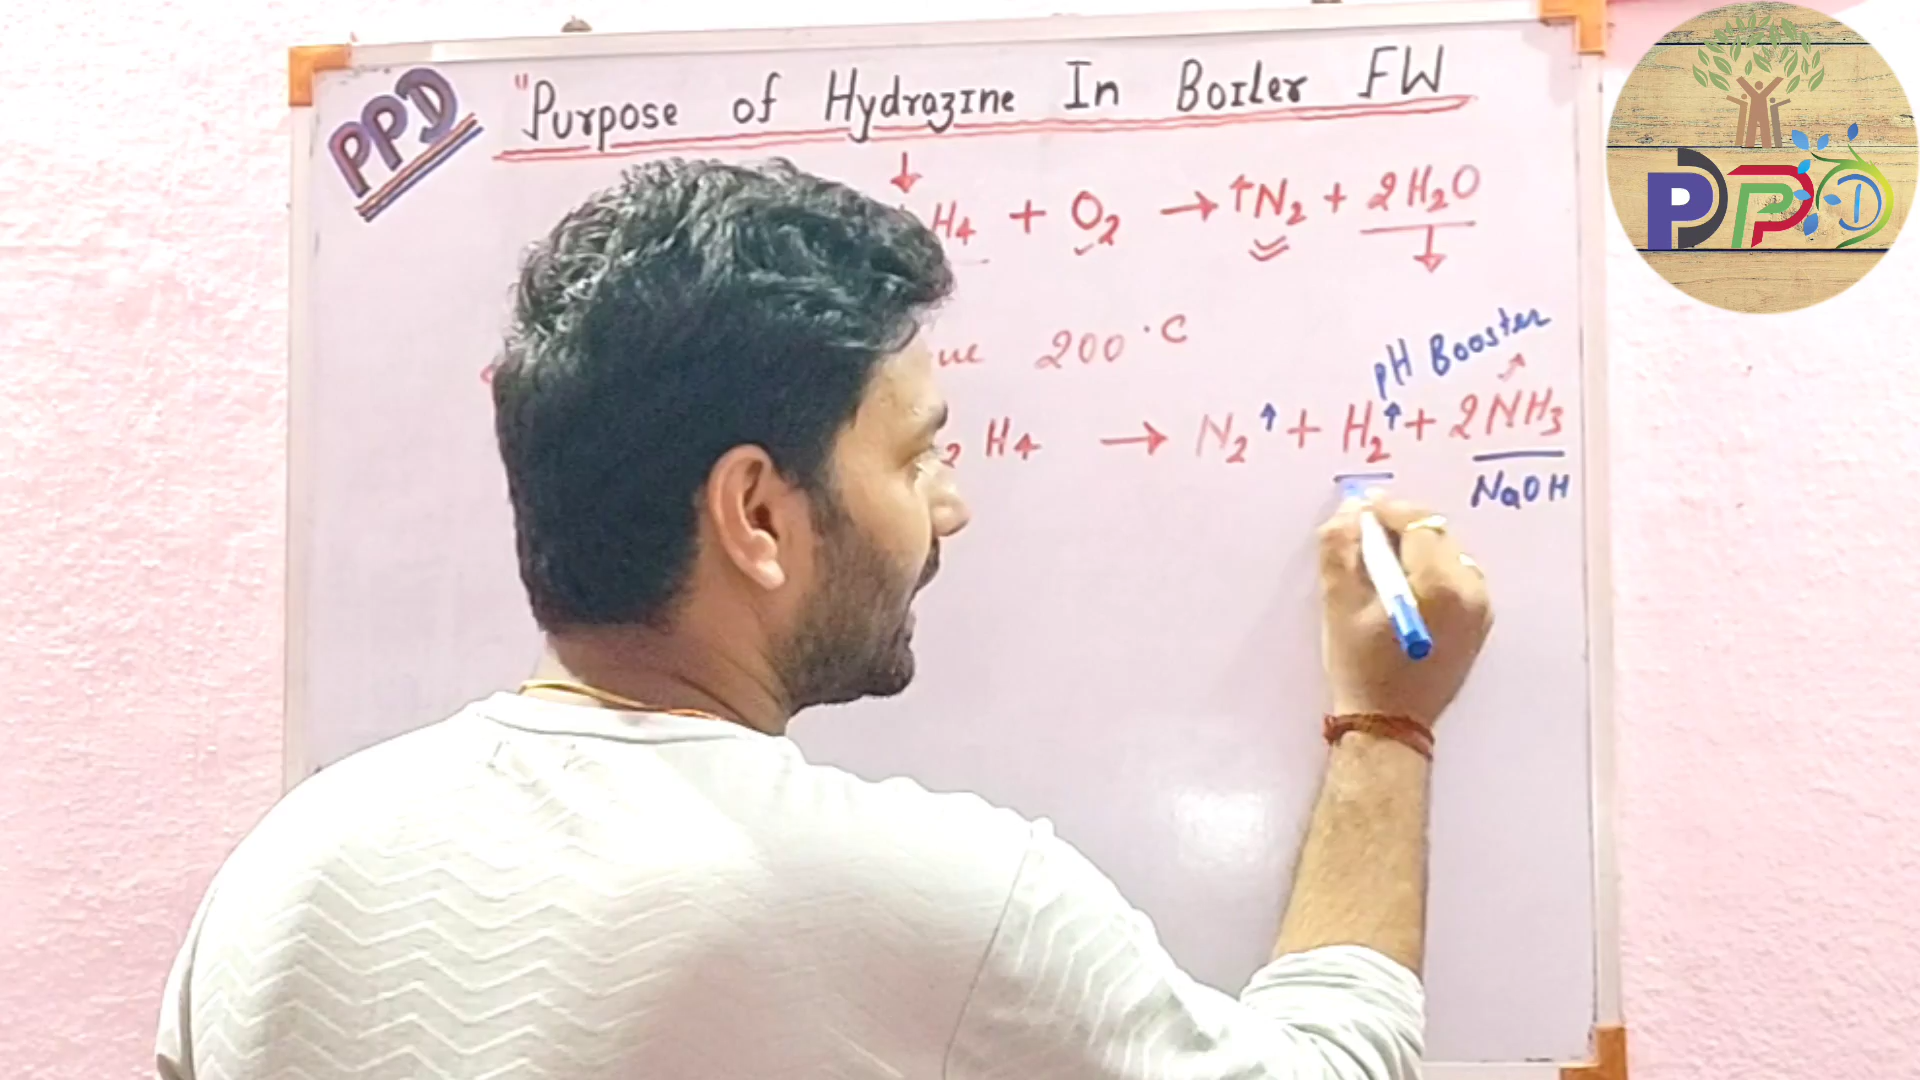 PPD
"Purpose of Hydrazine In Boiler FW
H4 + O2 → ↑N2 + 2H2O
200°C
pH Booster
2 H4 → N2↑ + H2↑ + 2NH3
NaOH
PPD